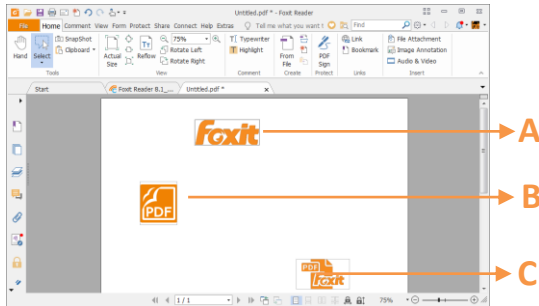 Untitled.pdf * - Foxit Reader
File Home Comment View Form Protect Share Connect Help Extras Tell me what you want t Find
Hand
Select
SnapShot
Clipboard
Tools
Actual Size
Reflow
75%
Rotate Left
Rotate Right
View
Typewriter
Highlight
Comment
From File
Create
PDF Sign
Protect
Link
Bookmark
Links
File Attachment
Image Annotation
Audio & Video
Insert
Start Foxit Reader 8.1_... Untitled.pdf * x
Foxit A
PDF B
PDF Foxit C
1 / 1 75%